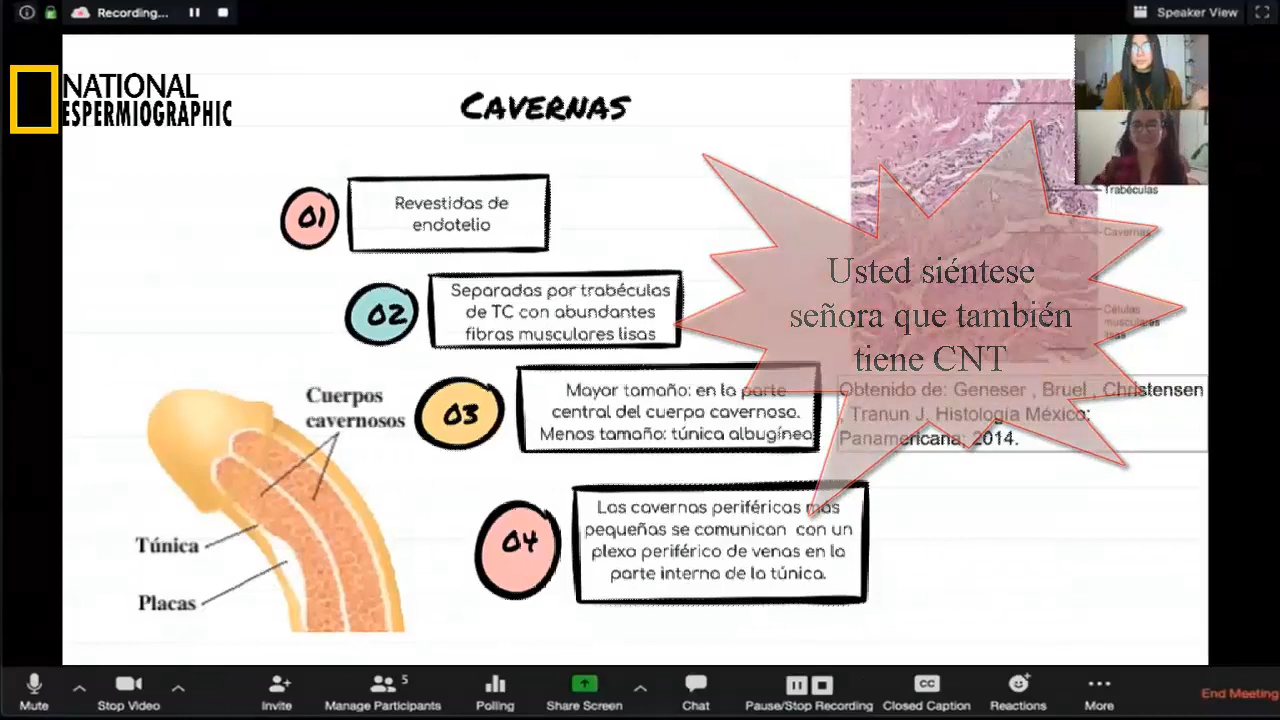 Recording...
Speaker View
NATIONAL
ESPERMIOGRAPHIC
CAVERNAS
01
Revestidas de
endotelio
02
Separadas por trabéculas
de TC con abundantes
fibras musculares lisas
03
Mayor tamaño: en la parte
central del cuerpo cavernoso.
Menos tamaño: túnica albugínea
04
Las cavernas periféricas mas
pequeñas se comunican con un
plexo periférico de venas en la
parte interna de la túnica.
Cuerpos
cavernosos
Túnica
Placas
Trabéculas
Cavernas
Células
musculares
lisas
Usted siéntese
señora que también
tiene CNT
Obtenido de: Geneser , Bruel , Christensen
, Tranun J, Histología México;
Panamericana; 2014.
Mute
Stop Video
Invite
5
Manage Participants
Polling
Share Screen
Chat
Pause/Stop Recording
CC
Closed Caption
Reactions
More
End Meeting